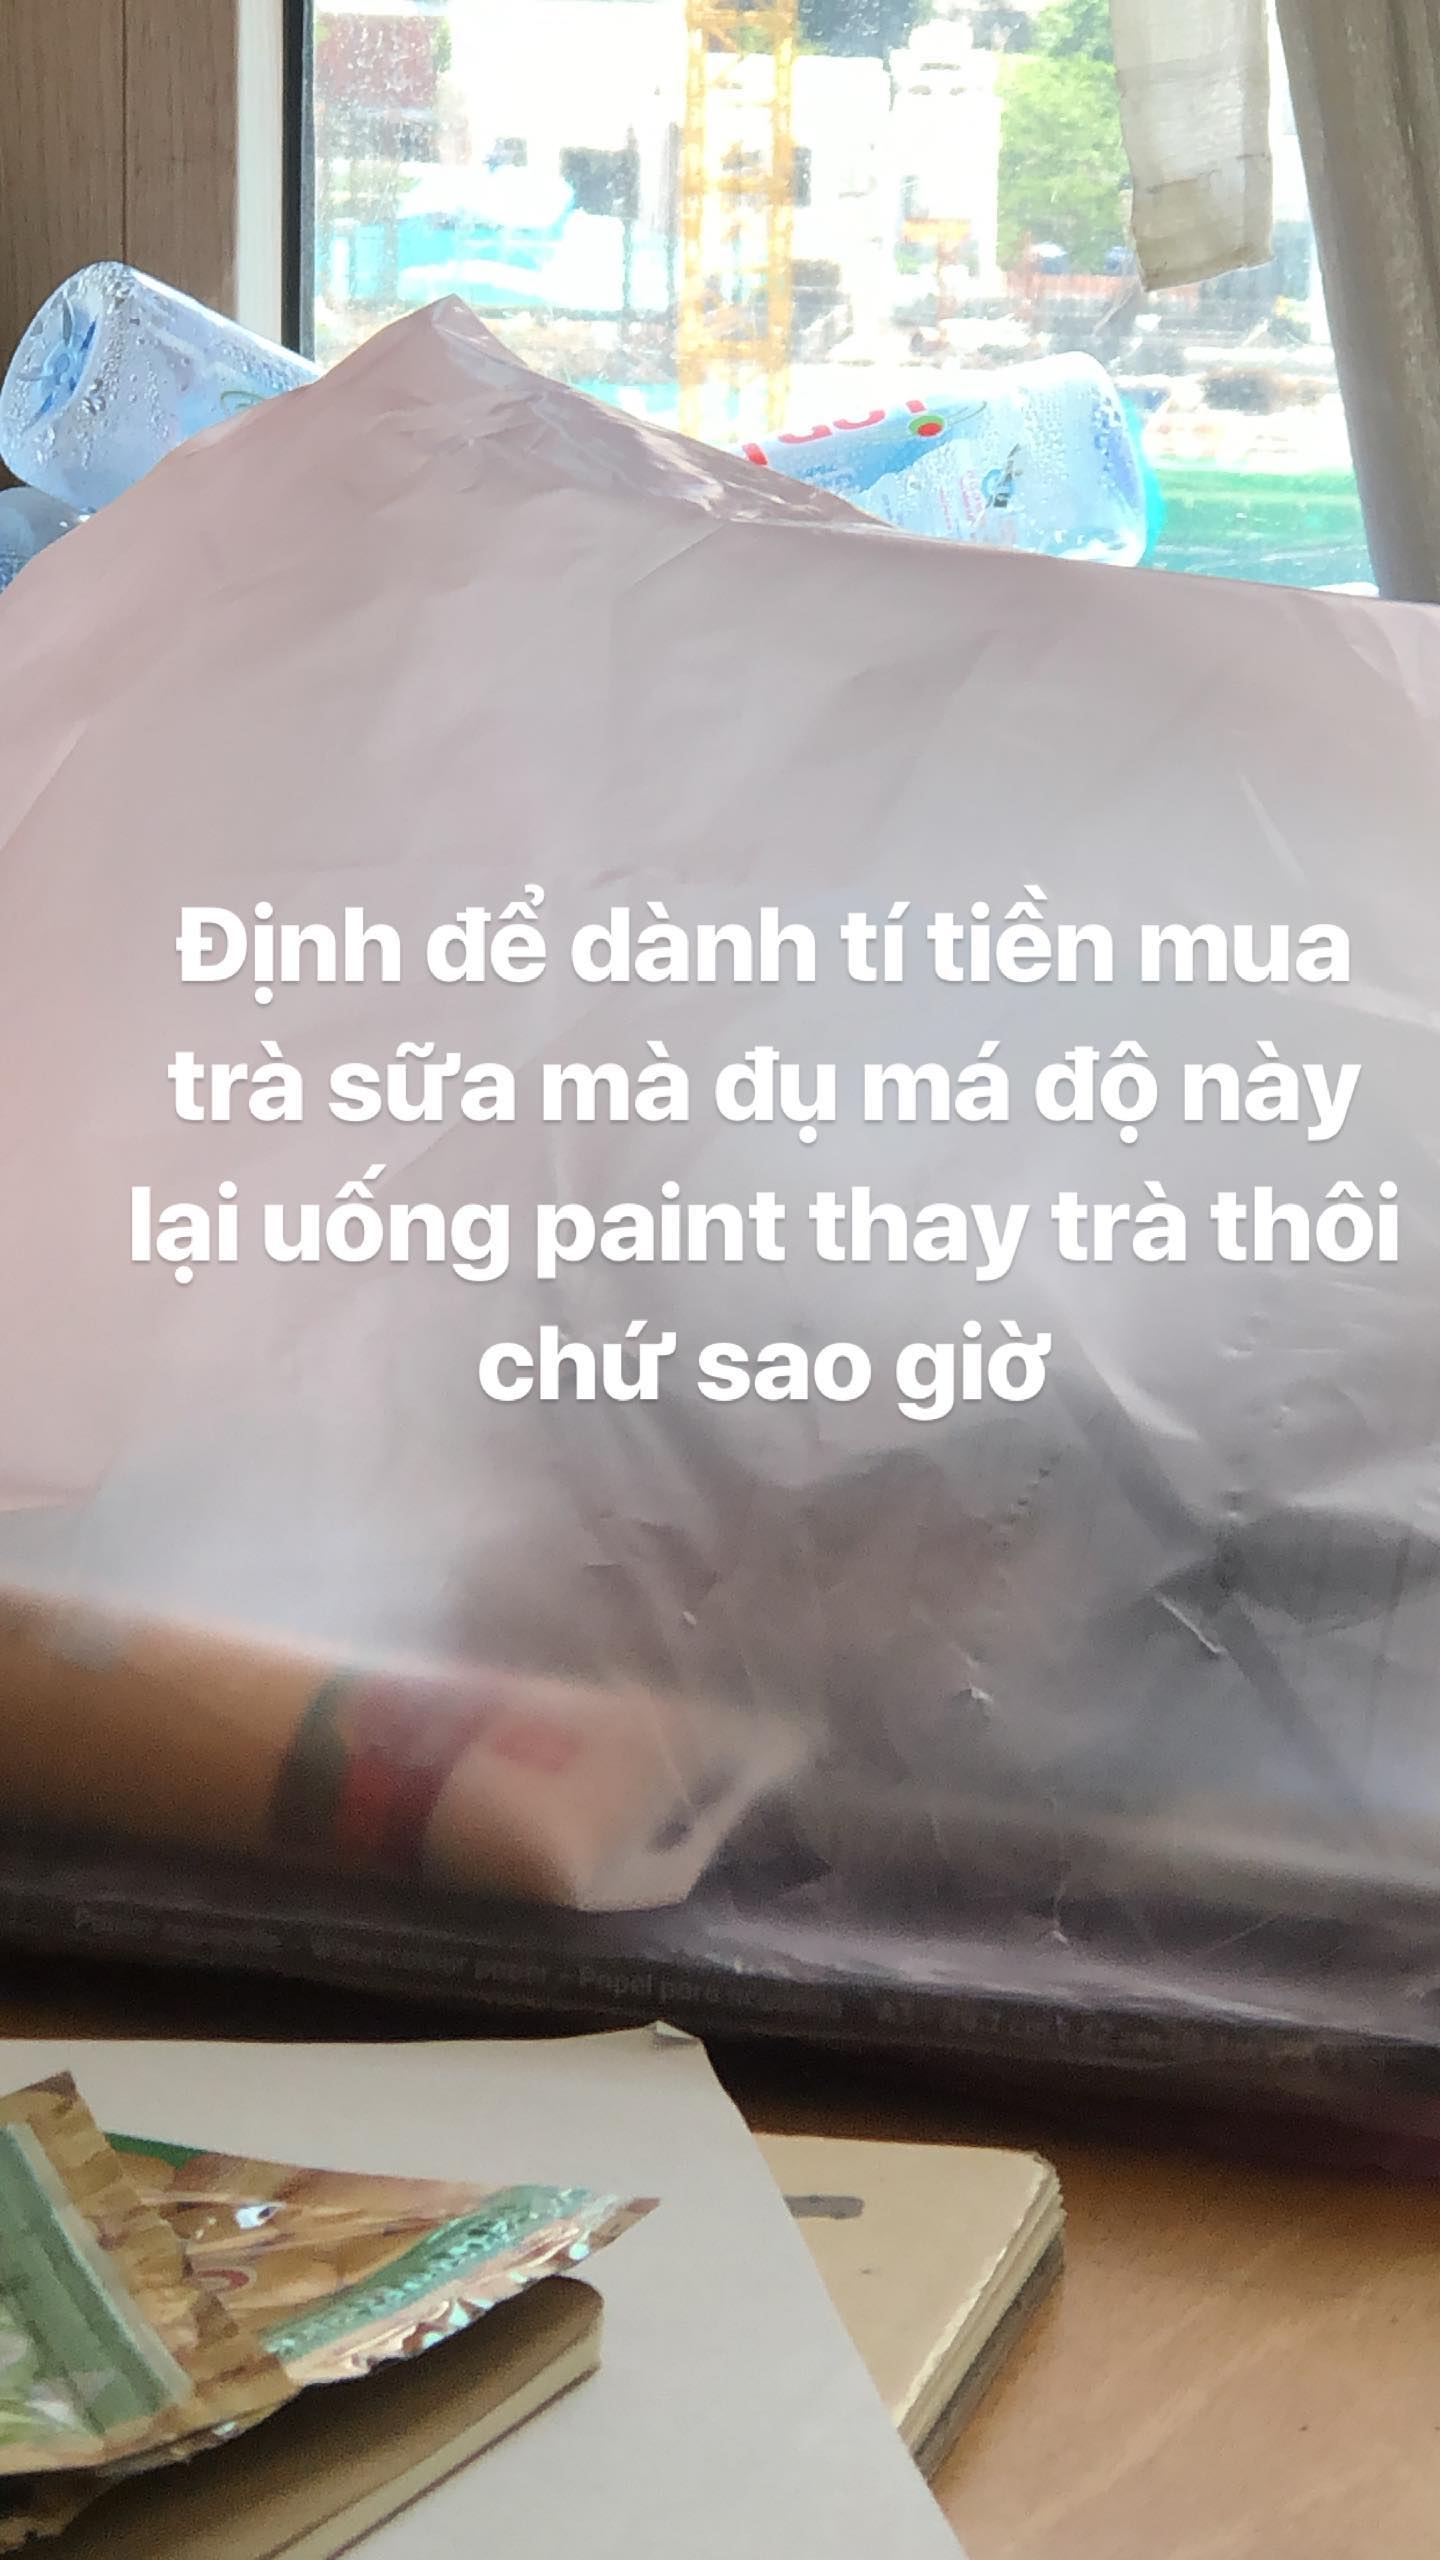 Định để dành tí tiền mua
trà sữa mà đụ má độ này
lại uống paint thay trà thôi
chứ sao giờ